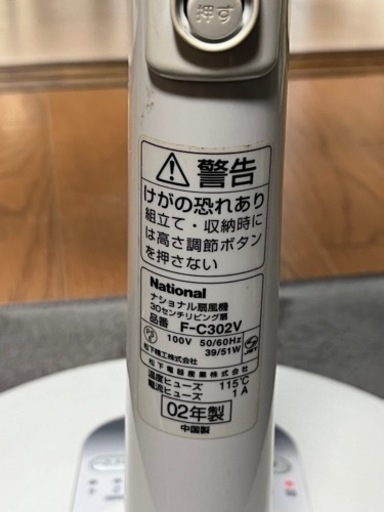 押す
警告
けがの恐れあり
組立て・収納時に
は高さ調節ボタン
を押さない
National
ナショナル扇風機
30センチリビング扇
品番 F-C302V
100V 50/60Hz
39/51W
松下精工株式会社
松下電器産業株式会社
温度ヒューズ 115℃
電流ヒューズ 1A
02年製
中国製